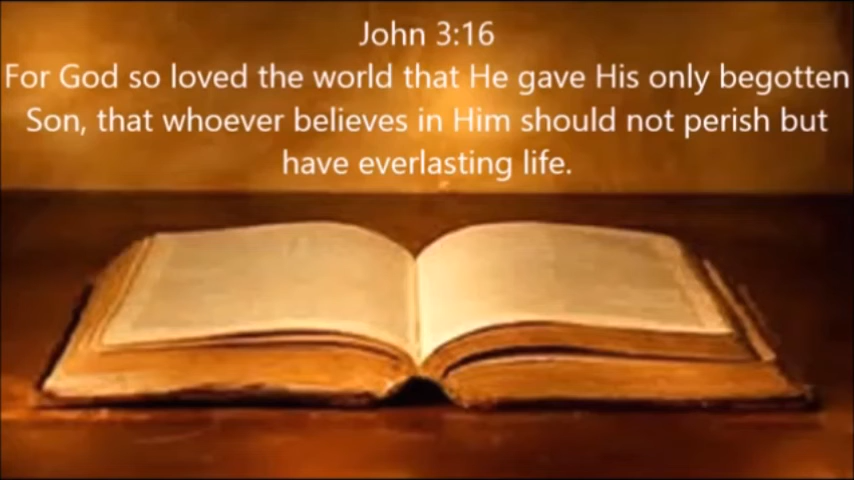 John 3:16
For God so loved the world that He gave His only begotten
Son, that whoever believes in Him should not perish but
have everlasting life.